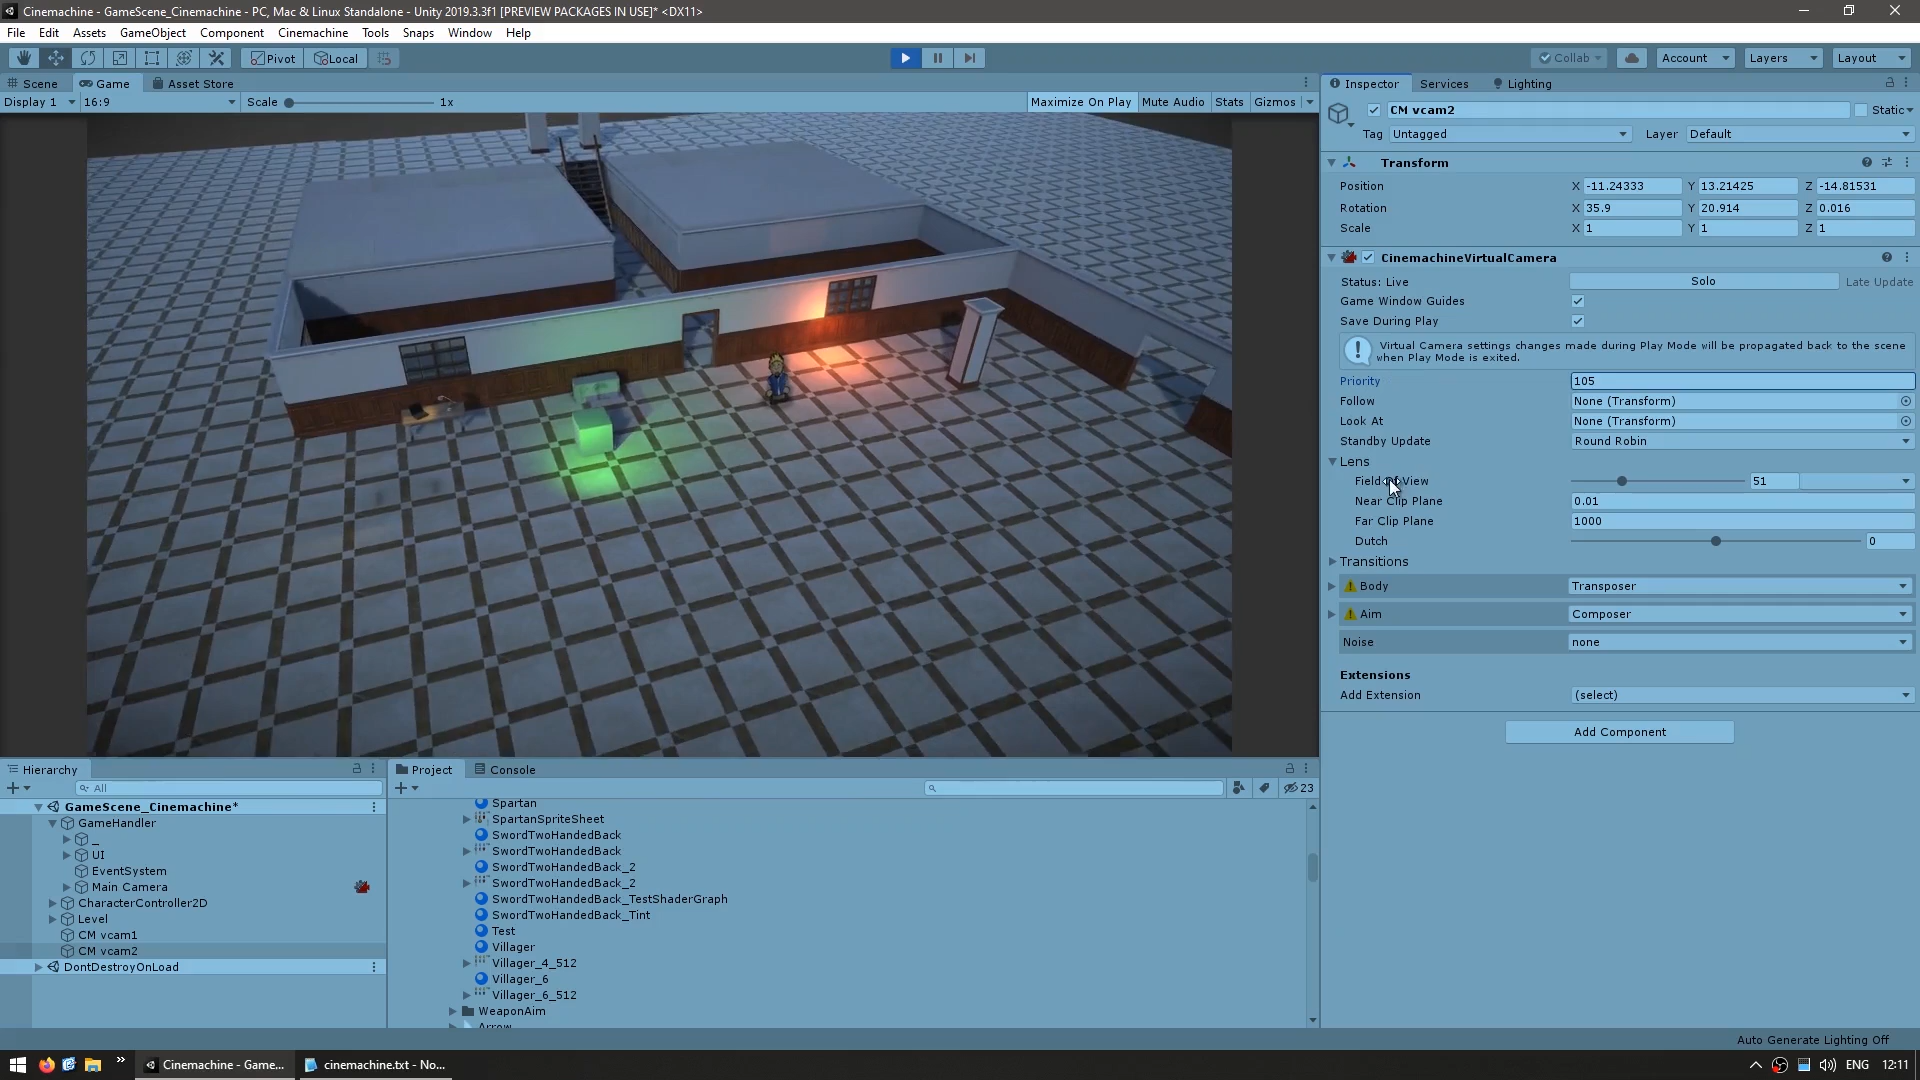 Cinemachine - GameScene_Cinemachine - PC, Mac & Linux Standalone - Unity 2019.3.3f1 [PREVIEW PACKAGES IN USE]* <DX11>
File Edit Assets GameObject Component Cinemachine Tools Snaps Window Help
Pivot Local Collab Account Layers Layout
Scene Game Asset Store
Display 1 16:9 Scale 1x Maximize On Play Mute Audio Stats Gizmos
Inspector Services Lighting
CM vcam2 Static
Tag Untagged Layer Default
Transform
Position X -11.24333 Y 13.21425 Z -14.81531
Rotation X 35.9 Y 20.914 Z 0.016
Scale X 1 Y 1 Z 1
CinemachineVirtualCamera
Status: Live Solo Late Update
Game Window Guides
Save During Play
Virtual Camera settings changes made during Play Mode will be propagated back to the scene
when Play Mode is exited.
Priority 105
Follow None (Transform)
Look At None (Transform)
Standby Update Round Robin
Lens
Field Of View 51
Near Clip Plane 0.01
Far Clip Plane 1000
Dutch 0
Transitions
Body Transposer
Aim Composer
Noise none
Extensions
Add Extension (select)
Add Component
Hierarchy
All
GameScene_Cinemachine*
GameHandler
_
UI
EventSystem
Main Camera
CharacterController2D
Level
CM vcam1
CM vcam2
DontDestroyOnLoad
Project Console
23
Spartan
SpartanSpriteSheet
SwordTwoHandedBack
SwordTwoHandedBack
SwordTwoHandedBack_2
SwordTwoHandedBack_2
SwordTwoHandedBack_TestShaderGraph
SwordTwoHandedBack_Tint
Test
Villager
Villager_4_512
Villager_6
Villager_6_512
WeaponAim
Arrow
Auto Generate Lighting Off
Cinemachine - Game... cinemachine.txt - No... ENG 12:11